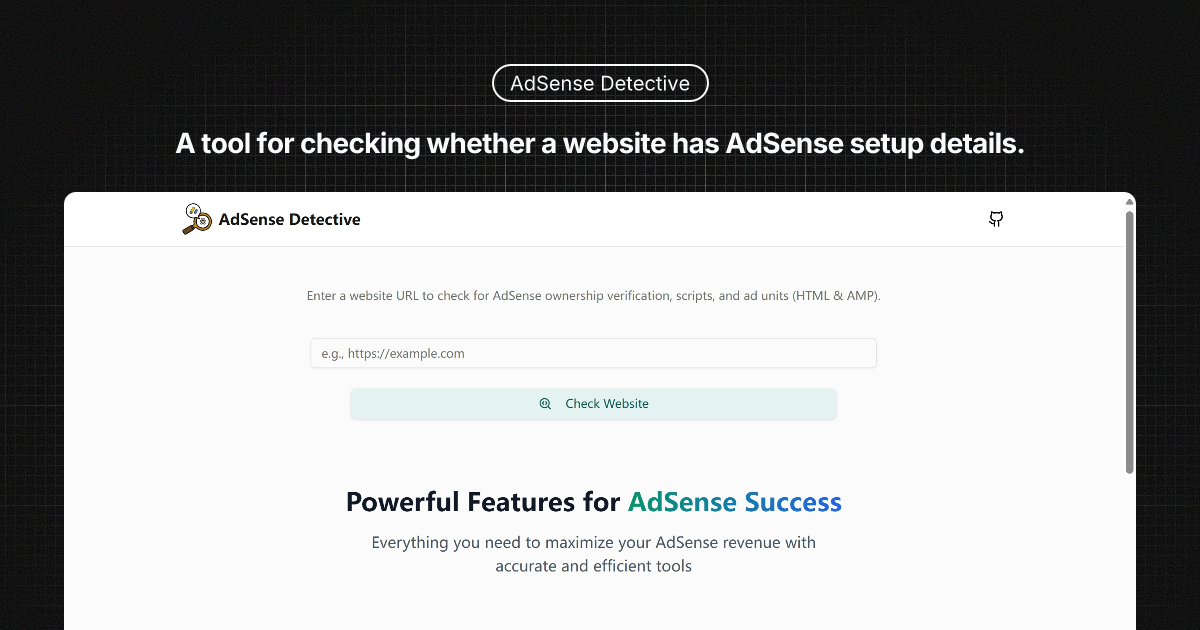 AdSense Detective
A tool for checking whether a website has AdSense setup details.
AdSense Detective
Enter a website URL to check for AdSense ownership verification, scripts, and ad units (HTML & AMP).
e.g., https://example.com
Check Website
Powerful Features for AdSense Success
Everything you need to maximize your AdSense revenue with
accurate and efficient tools